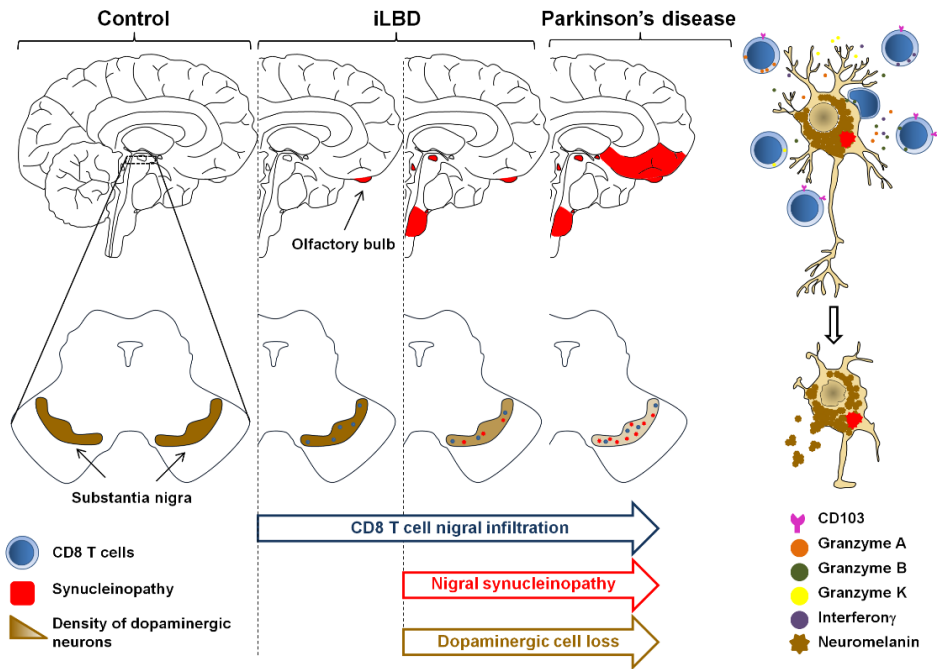 Control
iLBD
Parkinson's disease
Olfactory bulb
Substantia nigra
CD8 T cell nigral infiltration
Nigral synucleinopathy
Dopaminergic cell loss
CD8 T cells
Synucleinopathy
Density of dopaminergic
neurons
CD103
Granzyme A
Granzyme B
Granzyme K
Interferonγ
Neuromelanin